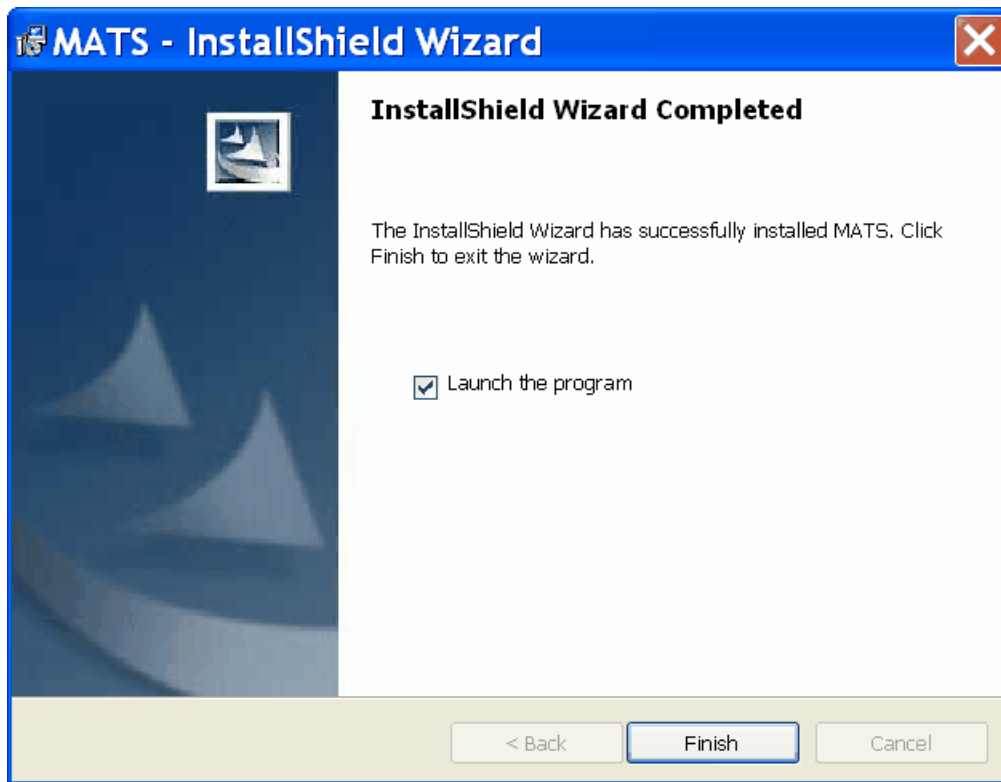 MATS - InstallShield Wizard
InstallShield Wizard Completed
The InstallShield Wizard has successfully installed MATS. Click
Finish to exit the wizard.
Launch the program
< Back
Finish
Cancel